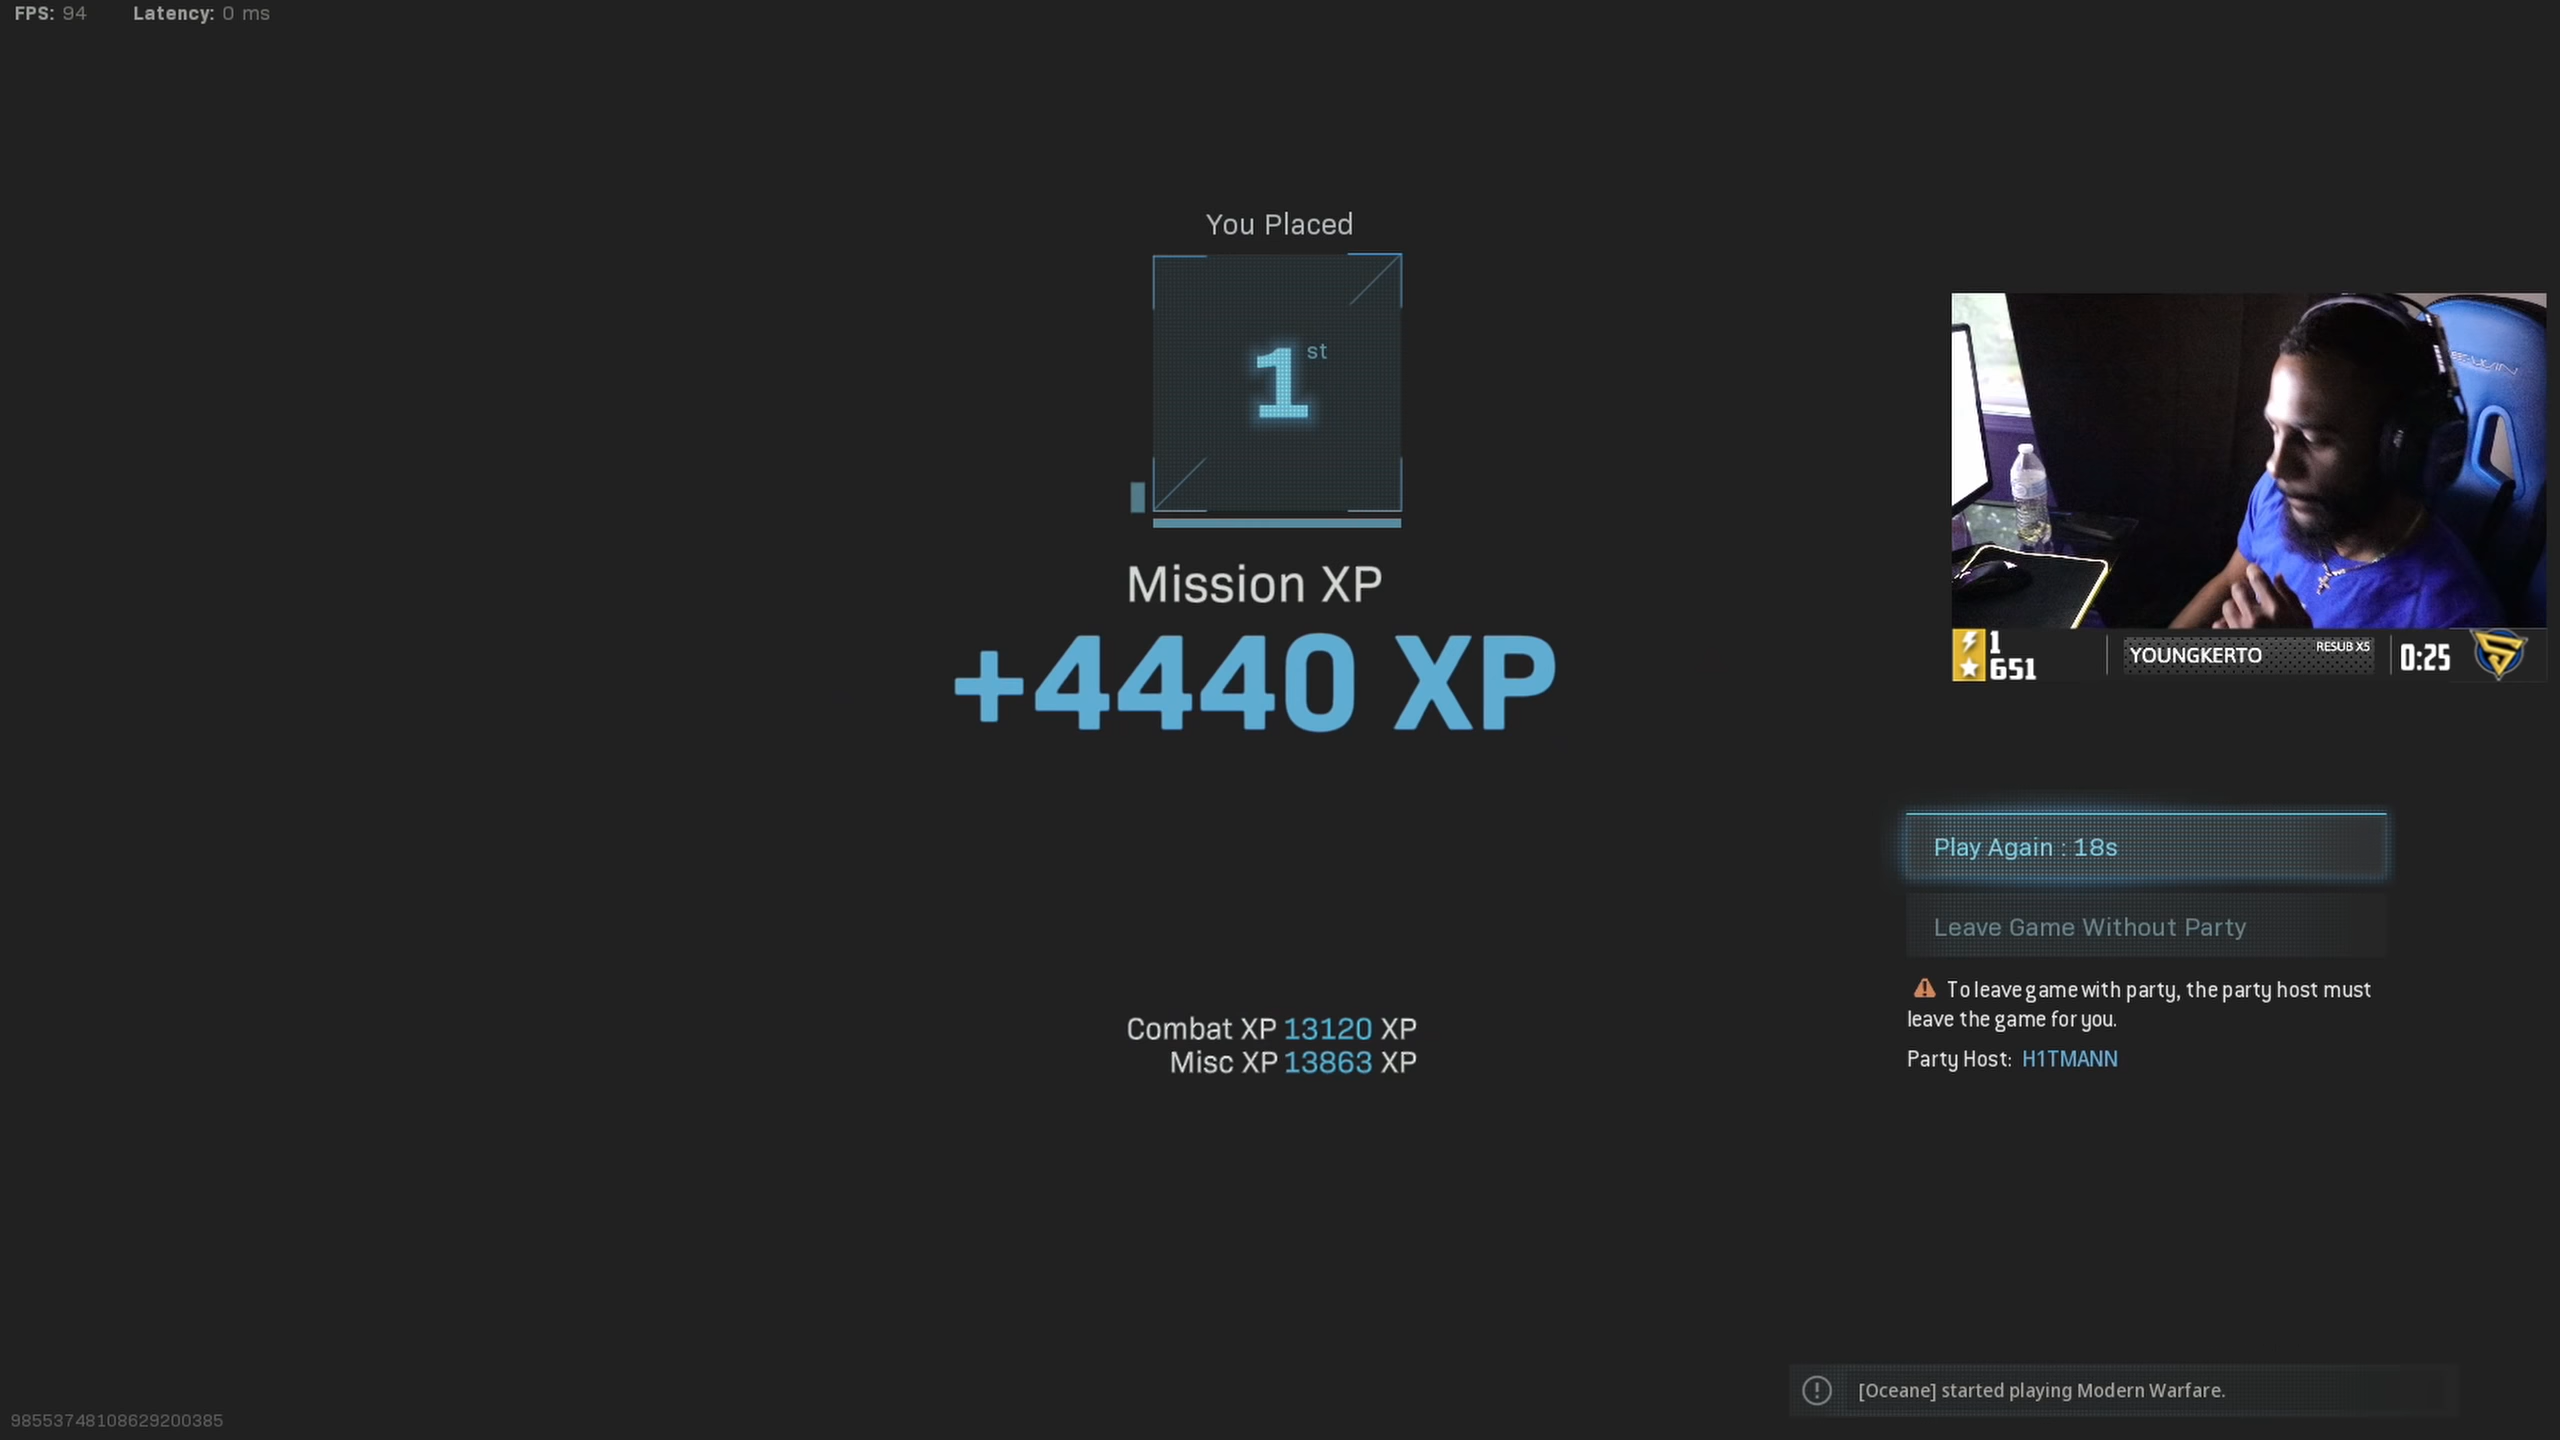 FPS: 94 Latency: 0 ms
You Placed
1st
Mission XP
+4440 XP
Combat XP 13120 XP
Misc XP 13863 XP
1
651
YOUNGKERTO
RESUB X5
0:25
Play Again : 18s
Leave Game Without Party
To leave game with party, the party host must
leave the game for you.
Party Host: H1TMANN
[Oceane] started playing Modern Warfare.
98553748108629200385